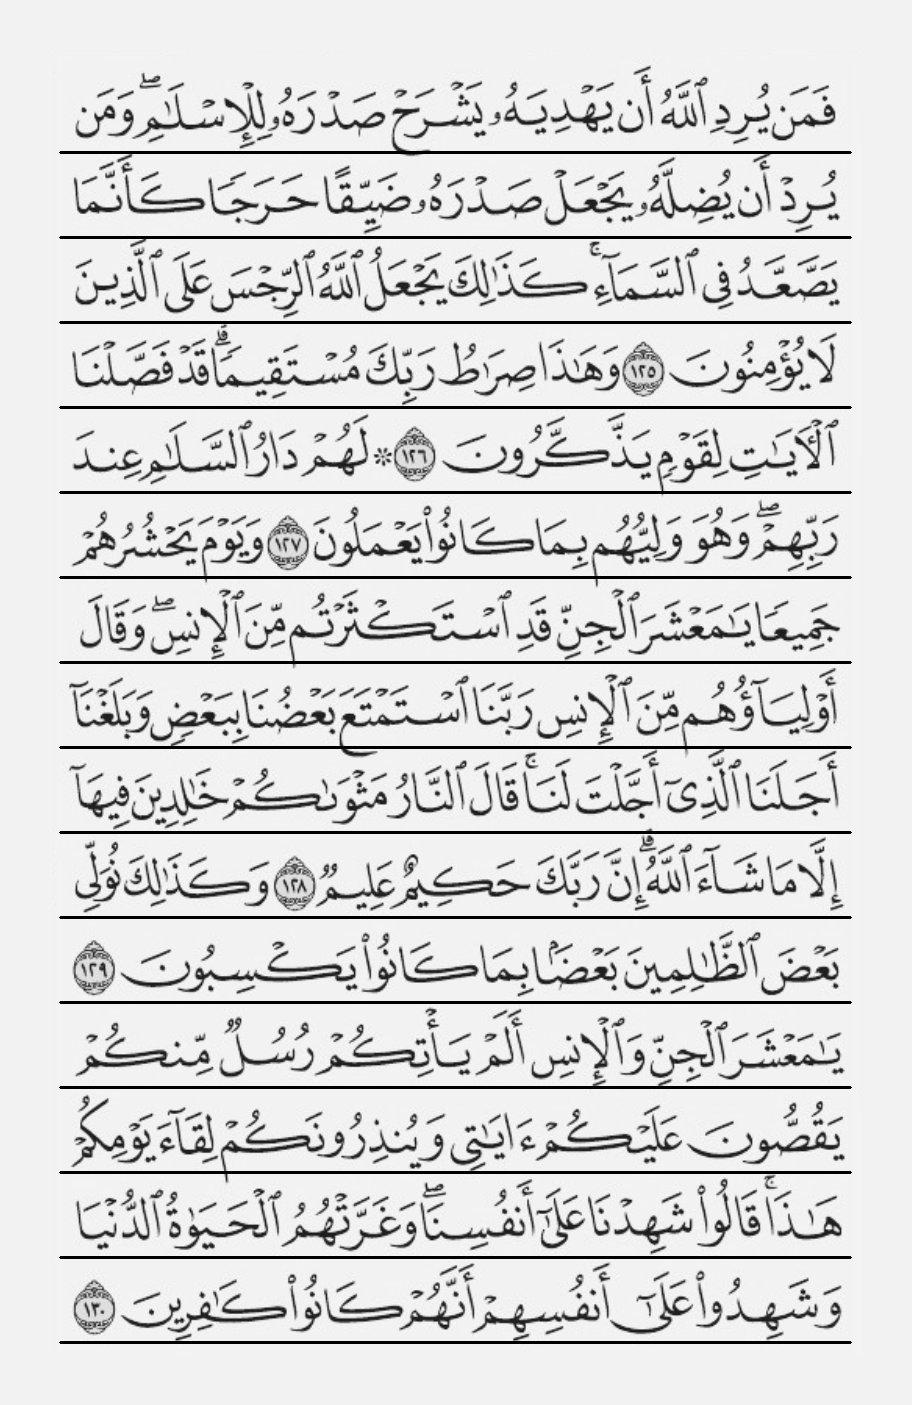 فَمَن يُرِدِ ٱللَّهُ أَن يَهۡدِيَهُۥ يَشۡرَحۡ صَدۡرَهُۥ لِلۡإِسۡلَٰمِۖ وَمَن
يُرِدۡ أَن يُضِلَّهُۥ يَجۡعَلۡ صَدۡرَهُۥ ضَيِّقًا حَرَجٗا كَأَنَّمَا
يَصَّعَّدُ فِي ٱلسَّمَآءِۚ كَذَٰلِكَ يَجۡعَلُ ٱللَّهُ ٱلرِّجۡسَ عَلَى ٱلَّذِينَ
لَا يُؤۡمِنُونَ ١٢٥ وَهَٰذَا صِرَٰطُ رَبِّكَ مُسۡتَقِيمٗاۗ قَدۡ فَصَّلۡنَا
ٱلۡأٓيَٰتِ لِقَوۡمٖ يَذَّكَّرُونَ ١٢٦ ۞ لَهُمۡ دَارُ ٱلسَّلَٰمِ عِندَ
رَبِّهِمۡۖ وَهُوَ وَلِيُّهُم بِمَا كَانُواْ يَعۡمَلُونَ ١٢٧ وَيَوۡمَ يَحۡشُرُهُمۡ
جَمِيعٗا يَٰمَعۡشَرَ ٱلۡجِنِّ قَدِ ٱسۡتَكۡثَرۡتُم مِّنَ ٱلۡإِنسِۖ وَقَالَ
أَوۡلِيَآؤُهُم مِّنَ ٱلۡإِنسِ رَبَّنَا ٱسۡتَمۡتَعَ بَعۡضُنَا بِبَعۡضٖ وَبَلَغۡنَآ
أَجَلَنَا ٱلَّذِيٓ أَجَّلۡتَ لَنَاۚ قَالَ ٱلنَّارُ مَثۡوَىٰكُمۡ خَٰلِدِينَ فِيهَآ
إِلَّا مَا شَآءَ ٱللَّهُۗ إِنَّ رَبَّكَ حَكِيمٌ عَلِيمٞ ١٢٨ وَكَذَٰلِكَ نُوَلِّي
بَعۡضَ ٱلظَّٰلِمِينَ بَعۡضَۢا بِمَا كَانُواْ يَكۡسِبُونَ ١٢٩
يَٰمَعۡشَرَ ٱلۡجِنِّ وَٱلۡإِنسِ أَلَمۡ يَأۡتِكُمۡ رُسُلٞ مِّنكُمۡ
يَقُصُّونَ عَلَيۡكُمۡ ءَايَٰتِي وَيُنذِرُونَكُمۡ لِقَآءَ يَوۡمِكُمۡ
هَٰذَاۚ قَالُواْ شَهِدۡنَا عَلَىٰٓ أَنفُسِنَاۖ وَغَرَّتۡهُمُ ٱلۡحَيَوٰةُ ٱلدُّنۡيَا
وَشَهِدُواْ عَلَىٰٓ أَنفُسِهِمۡ أَنَّهُمۡ كَانُواْ كَٰفِرِينَ ١٣٠